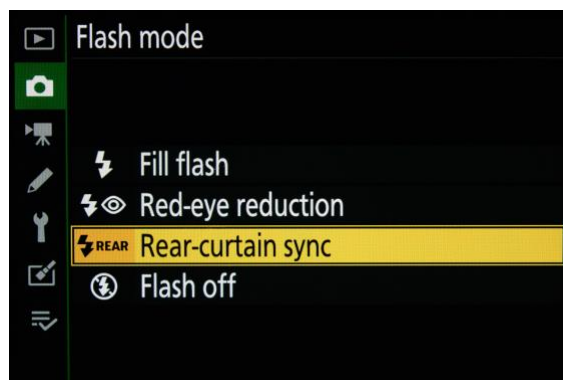 Flash mode
Fill flash
Red-eye reduction
REAR Rear-curtain sync
Flash off